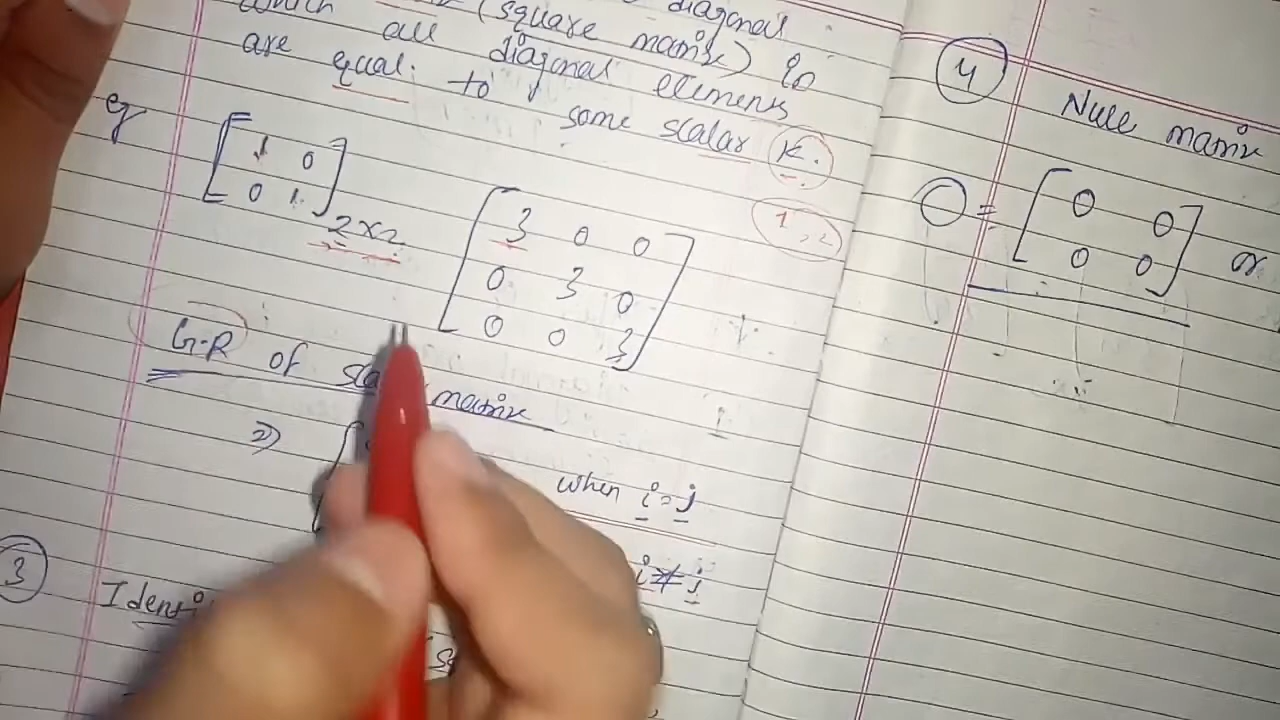 which (square matrix) in
diagonal
are all diagonal elements
equal. to some scalar K.
1, 2
eg [ 1 0
0 1 ] 2x2
[ 3 0 0
0 3 0
0 0 3 ]
G.R of matrix
⇒
when i = j
i ≠ j
3
4 Null matrix
O = [ 0 0
0 0 ] or